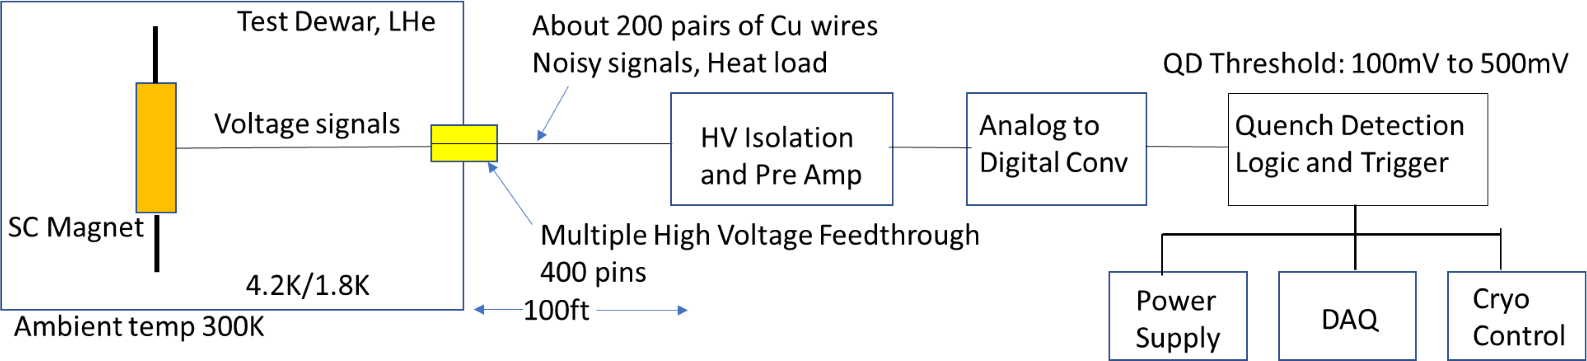 Test Dewar, LHe
About 200 pairs of Cu wires
Noisy signals, Heat load
QD Threshold: 100mV to 500mV
Voltage signals
HV Isolation
and Pre Amp
Analog to
Digital Conv
Quench Detection
Logic and Trigger
SC Magnet
Multiple High Voltage Feedthrough
400 pins
4.2K/1.8K
100ft
Ambient temp 300K
Power
Supply
DAQ
Cryo
Control